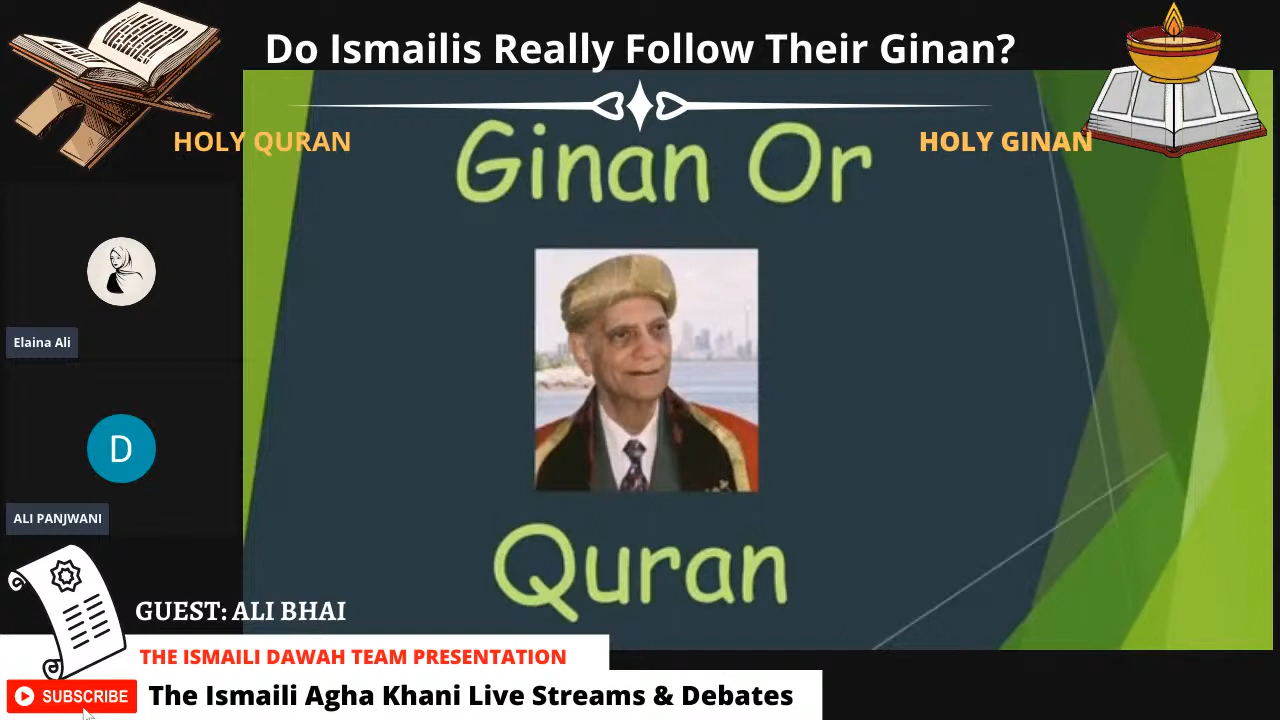 Do Ismailis Really Follow Their Ginan?
HOLY QURAN
HOLY GINAN
Ginan Or
Quran
Elaina Ali
D
ALI PANJWANI
GUEST: ALI BHAI
THE ISMAILI DAWAH TEAM PRESENTATION
SUBSCRIBE
The Ismaili Agha Khani Live Streams & Debates